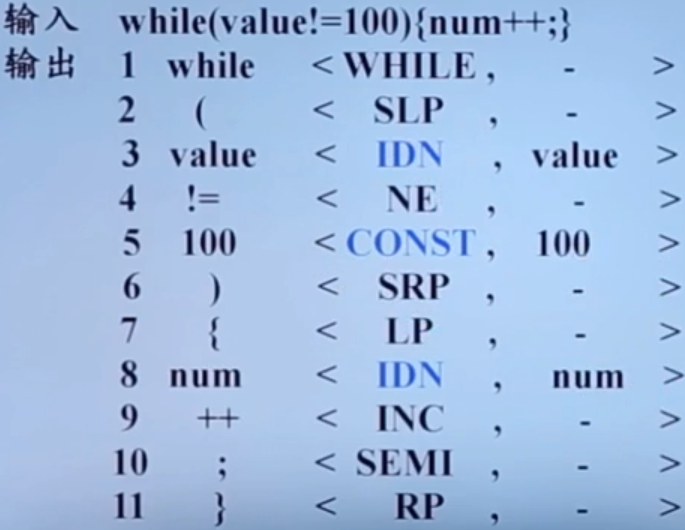 输入 while(value!=100){num++;}
输出 1 while < WHILE , - >
2 ( < SLP , - >
3 value < IDN , value >
4 != < NE , - >
5 100 < CONST , 100 >
6 ) < SRP , - >
7 { < LP , - >
8 num < IDN , num >
9 ++ < INC , - >
10 ; < SEMI , - >
11 } < RP , - >